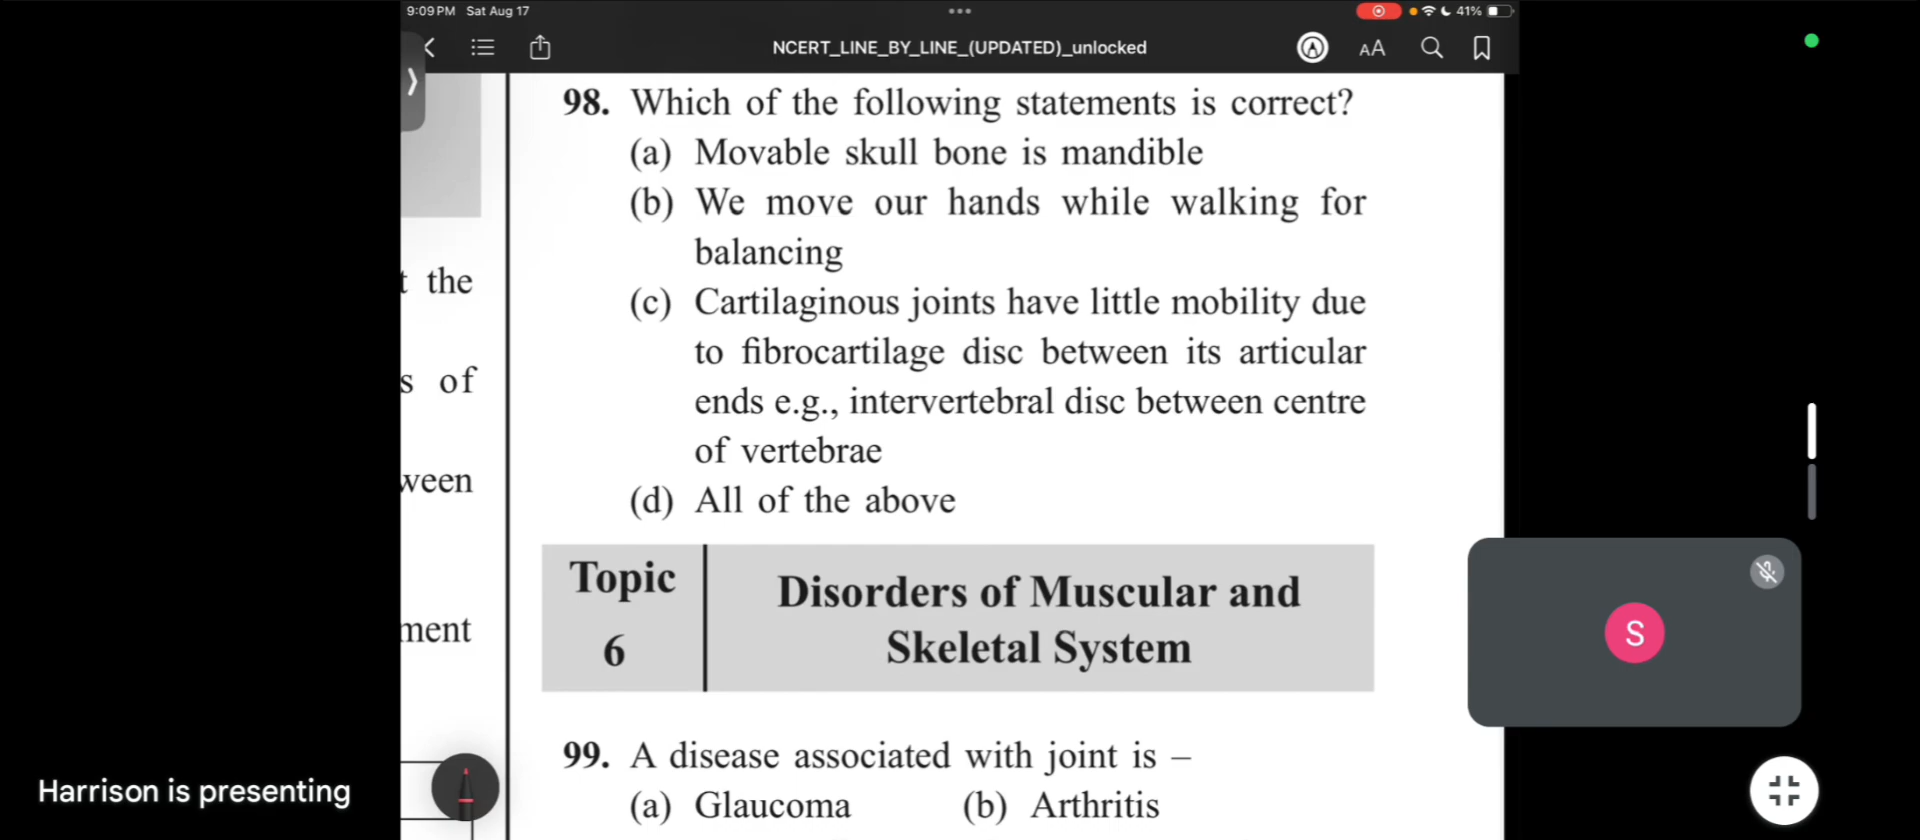 9:09 PM Sat Aug 17
41%
NCERT_LINE_BY_LINE_(UPDATED)_unlocked
AA
98. Which of the following statements is correct?
(a) Movable skull bone is mandible
(b) We move our hands while walking for
balancing
(c) Cartilaginous joints have little mobility due
to fibrocartilage disc between its articular
ends e.g., intervertebral disc between centre
of vertebrae
(d) All of the above
t the
s of
ween
ment
Topic
6
Disorders of Muscular and
Skeletal System
99. A disease associated with joint is –
(a) Glaucoma (b) Arthritis
S
Harrison is presenting